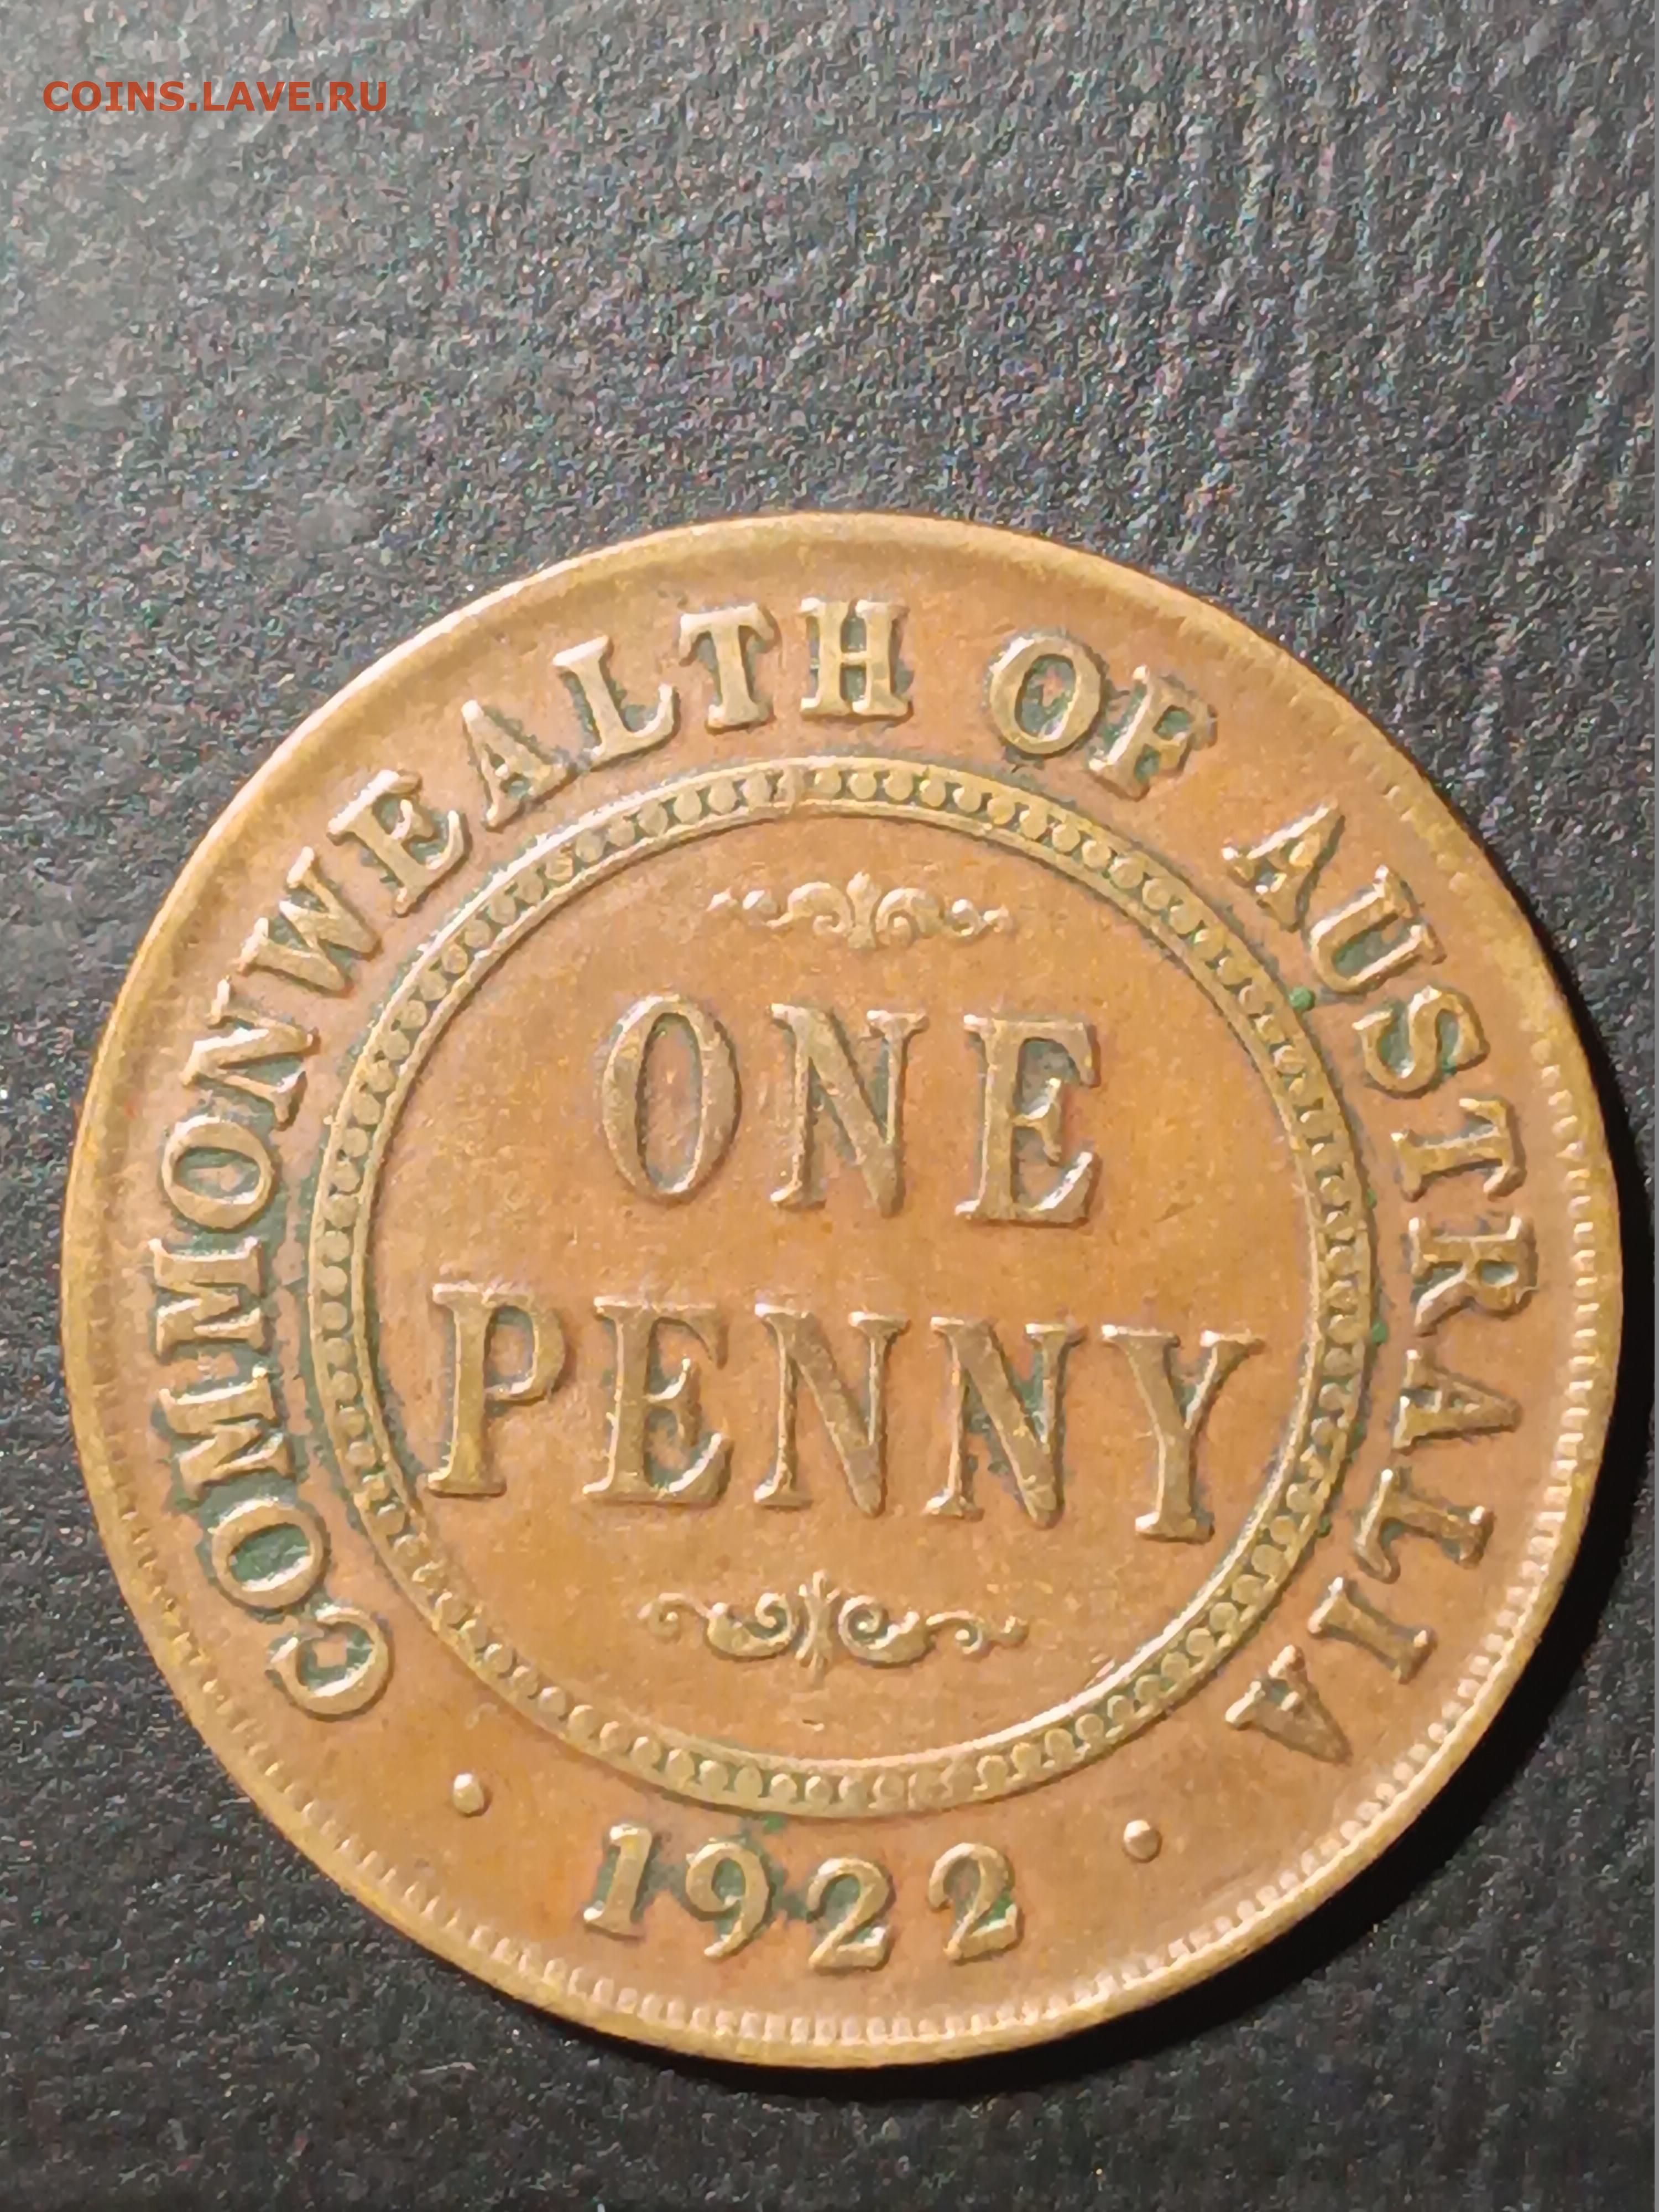 COINS.LAVE.RU
COMMONWEALTH OF AUSTRALIA
ONE
PENNY
• 1922 •